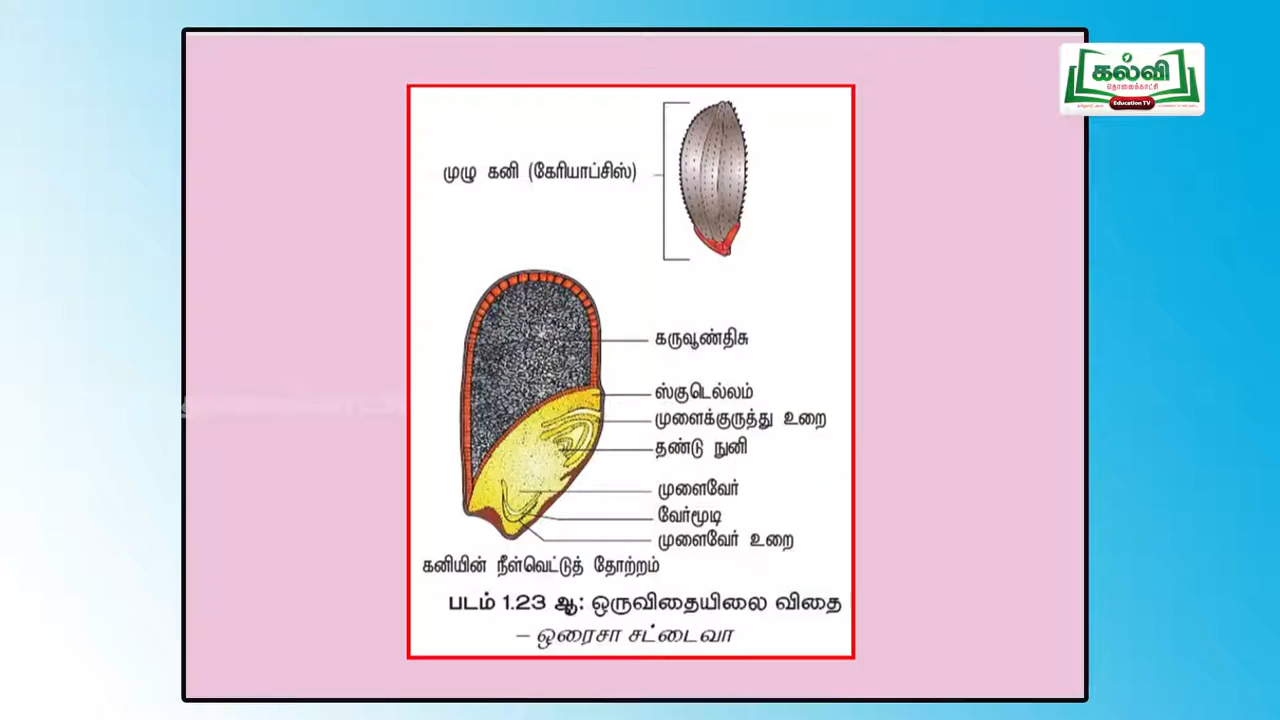 கல்வி
தொலைக்காட்சி
Education TV
முழு கனி (கேரியாப்சிஸ்)
கருவூண்திசு
ஸ்குடெல்லம்
முளைக்குருத்து உறை
தண்டு நுனி
முளைவேர்
வேர்மூடி
முளைவேர் உறை
கனியின் நீள்வெட்டுத் தோற்றம்
படம் 1.23 ஆ: ஒருவிதையிலை விதை
– ஒரைசா சட்டைவா